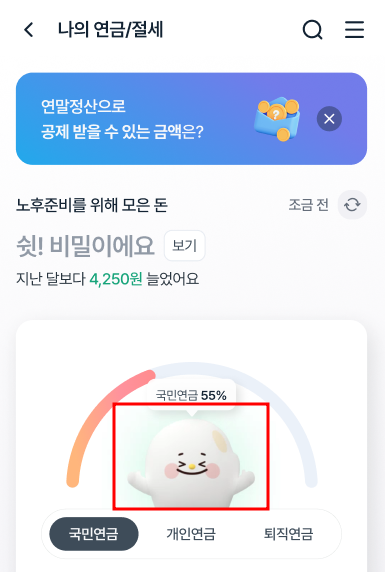 나의 연금/절세
연말정산으로
공제 받을 수 있는 금액은?
노후준비를 위해 모은 돈
조금 전
쉿! 비밀이에요 보기
지난 달보다 4,250원 늘었어요
국민연금 55%
국민연금 개인연금 퇴직연금